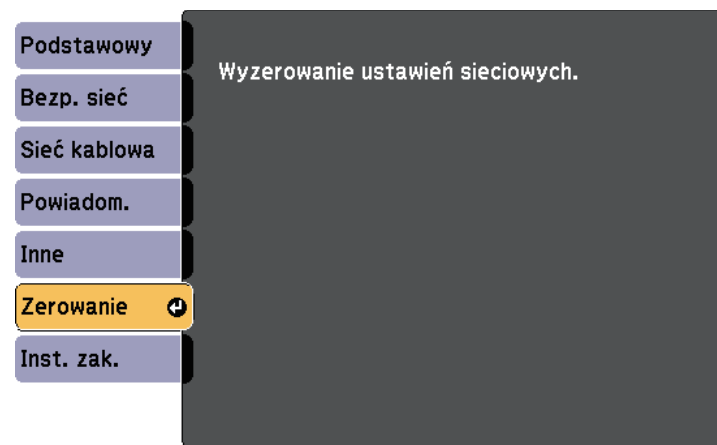 Podstawowy
Bezp. sieć
Sieć kablowa
Powiadom.
Inne
Zerowanie
Inst. zak.
Wyzerowanie ustawień sieciowych.